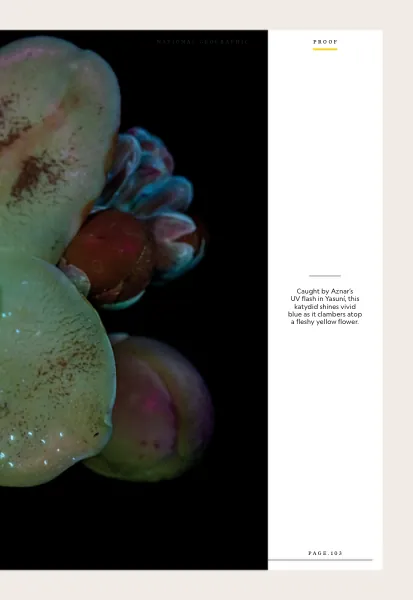 NATIONAL GEOGRAPHIC
PROOF
Caught by Aznar's
UV flash in Yasuní, this
katydid shines vivid
blue as it clambers atop
a fleshy yellow flower.
PAGE.103